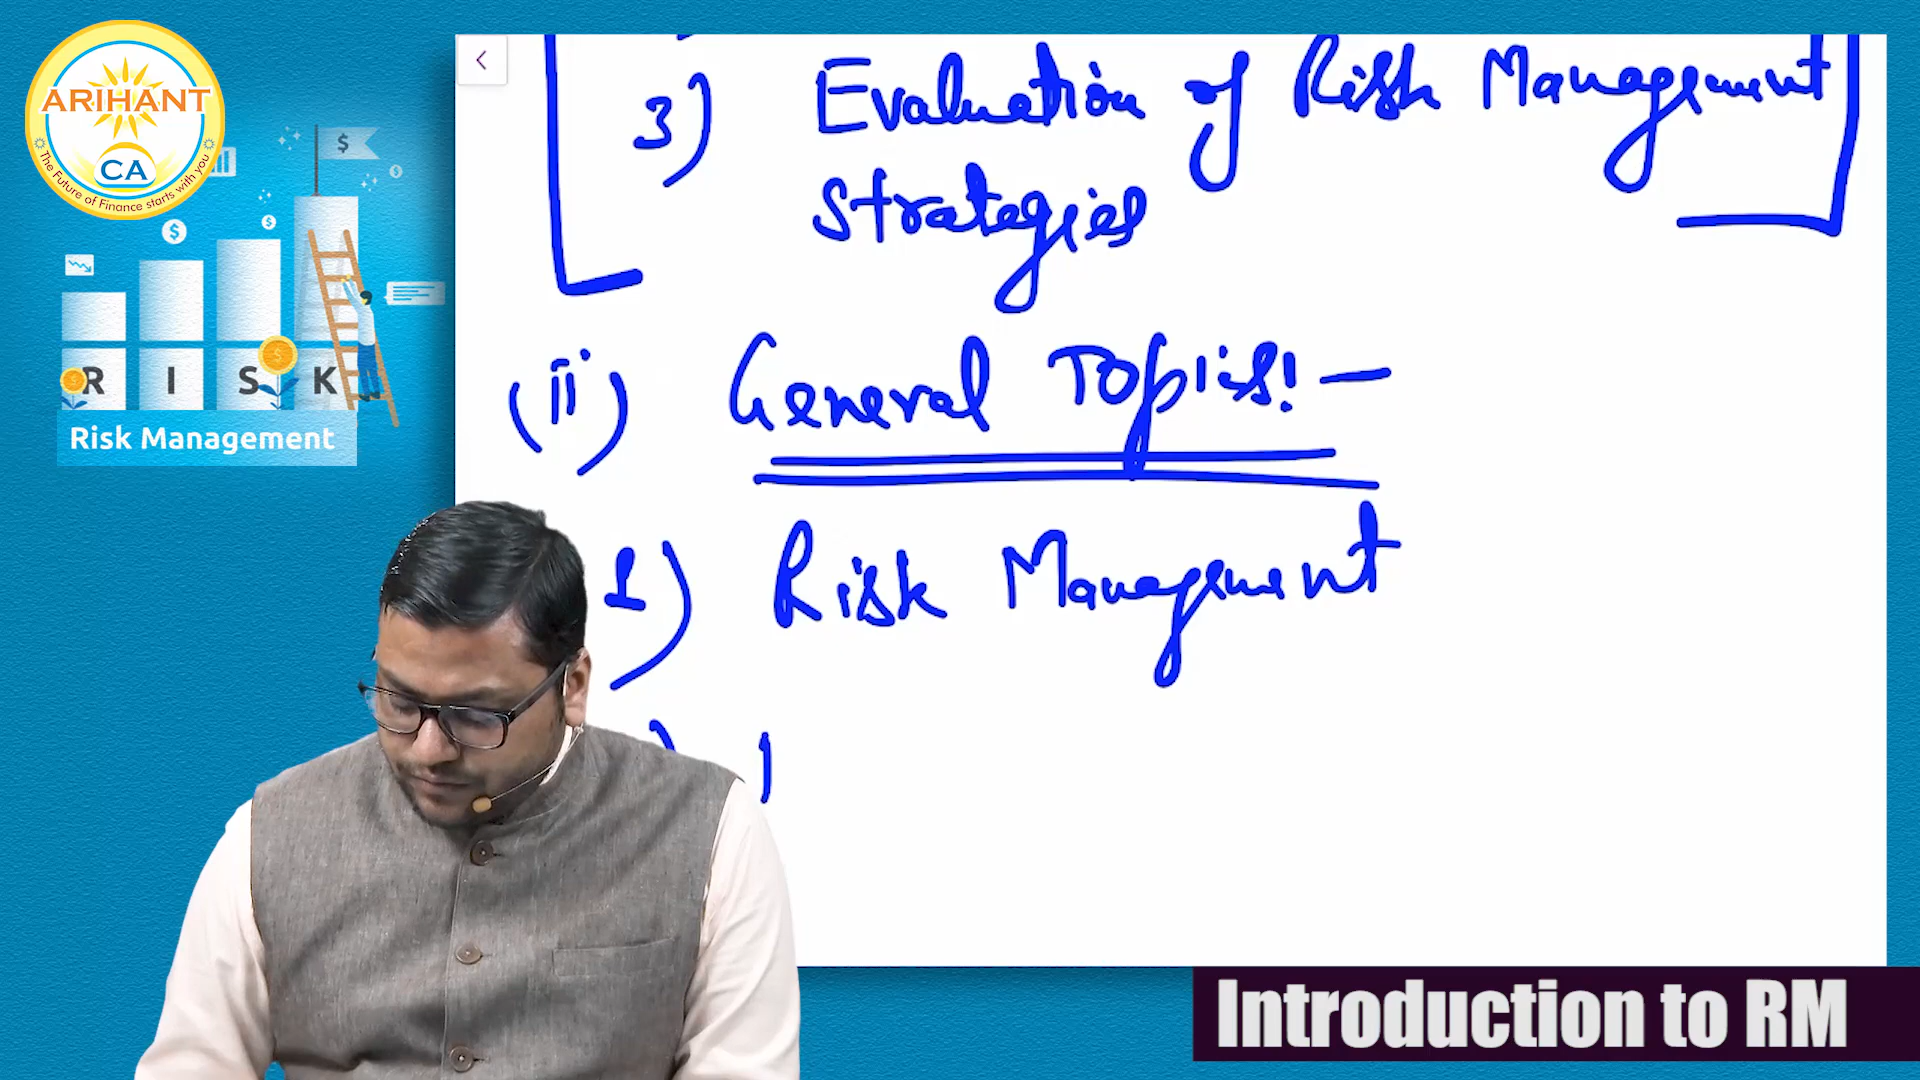 ARIHANT
CA
The Future of Finance starts with you
R I S K
Risk Management
3) Evaluation of Risk Management
Strategies
(ii) General Topics:-
1) Risk Management
)
Introduction to RM